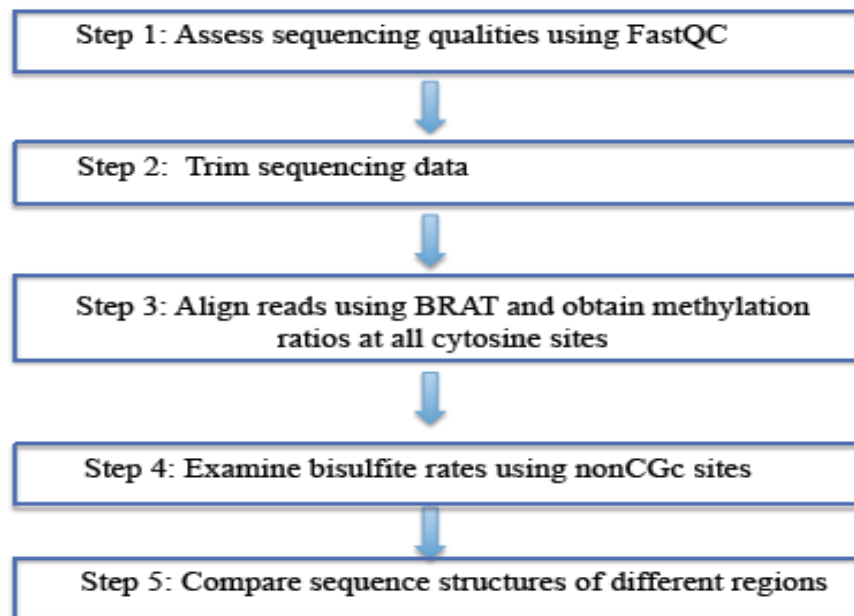 Step 1: Assess sequencing qualities using FastQC
Step 2: Trim sequencing data
Step 3: Align reads using BRAT and obtain methylation
ratios at all cytosine sites
Step 4: Examine bisulfite rates using nonCGc sites
Step 5: Compare sequence structures of different regions